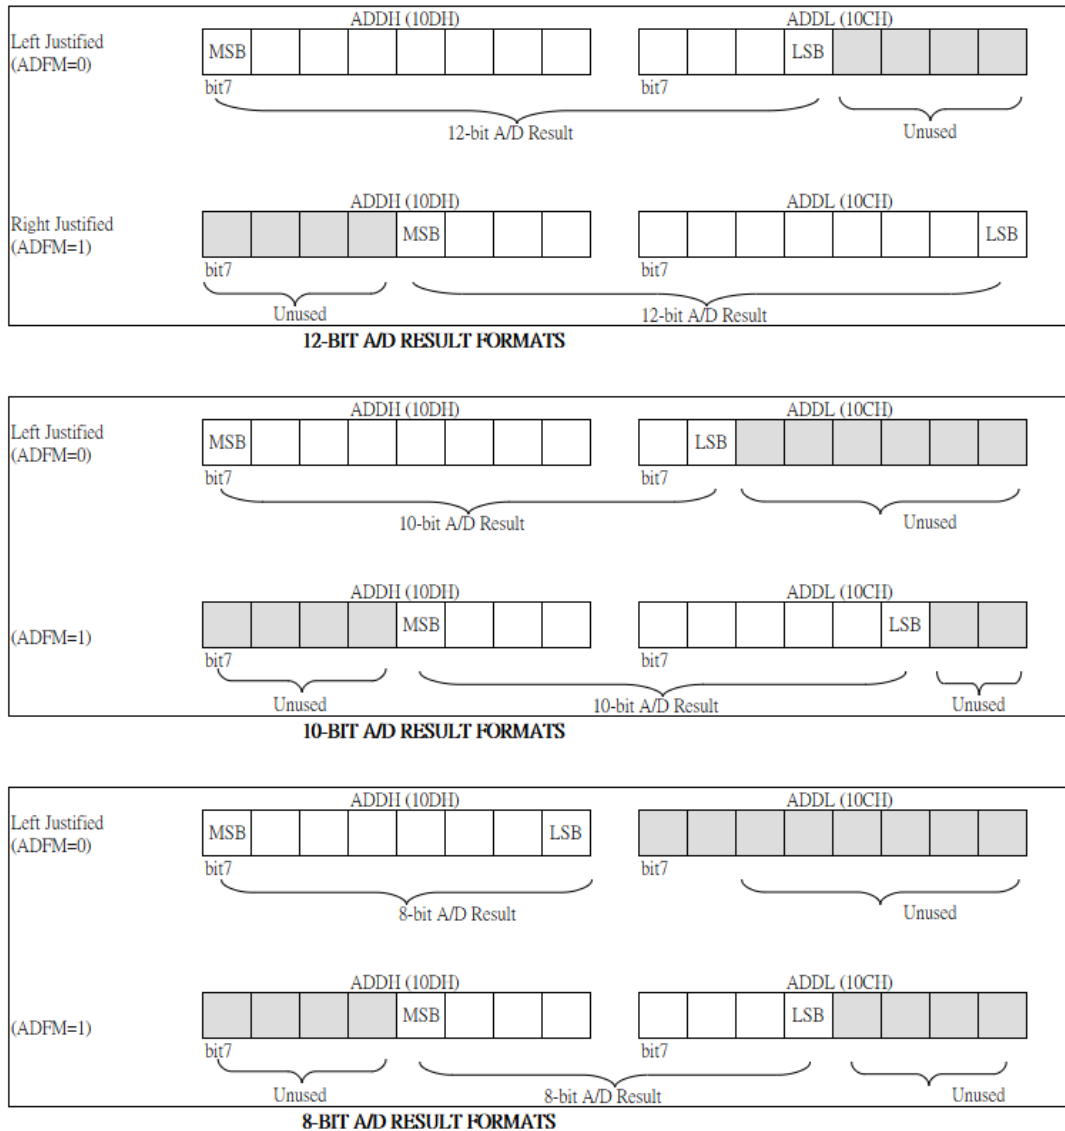 ADDH (10DH) ADDL (10CH)
Left Justified
(ADFM=0)
MSB LSB
bit7 bit7
12-bit A/D Result Unused
ADDH (10DH) ADDL (10CH)
Right Justified
(ADFM=1)
MSB LSB
bit7 bit7
Unused 12-bit A/D Result
12-BIT A/D RESULT FORMATS
ADDH (10DH) ADDL (10CH)
Left Justified
(ADFM=0)
MSB LSB
bit7 bit7
10-bit A/D Result Unused
ADDH (10DH) ADDL (10CH)
(ADFM=1)
MSB LSB
bit7 bit7
Unused 10-bit A/D Result Unused
10-BIT A/D RESULT FORMATS
ADDH (10DH) ADDL (10CH)
Left Justified
(ADFM=0)
MSB LSB
bit7 bit7
8-bit A/D Result Unused
ADDH (10DH) ADDL (10CH)
(ADFM=1)
MSB LSB
bit7 bit7
Unused 8-bit A/D Result Unused
8-BIT A/D RESULT FORMATS